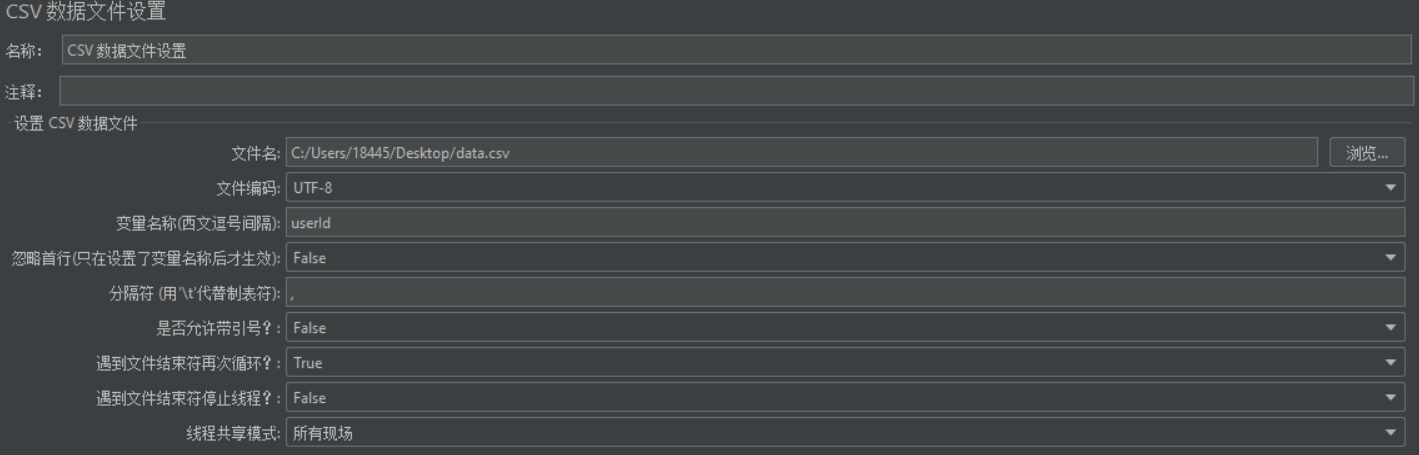 CSV 数据文件设置
名称: CSV 数据文件设置
注释:
设置 CSV 数据文件
文件名: C:/Users/18445/Desktop/data.csv 浏览...
文件编码: UTF-8
变量名称(西文逗号间隔): userId
忽略首行(只在设置了变量名称后才生效): False
分隔符 (用'\t'代替制表符): ,
是否允许带引号?: False
遇到文件结束符再次循环?: True
遇到文件结束符停止线程?: False
线程共享模式: 所有现场